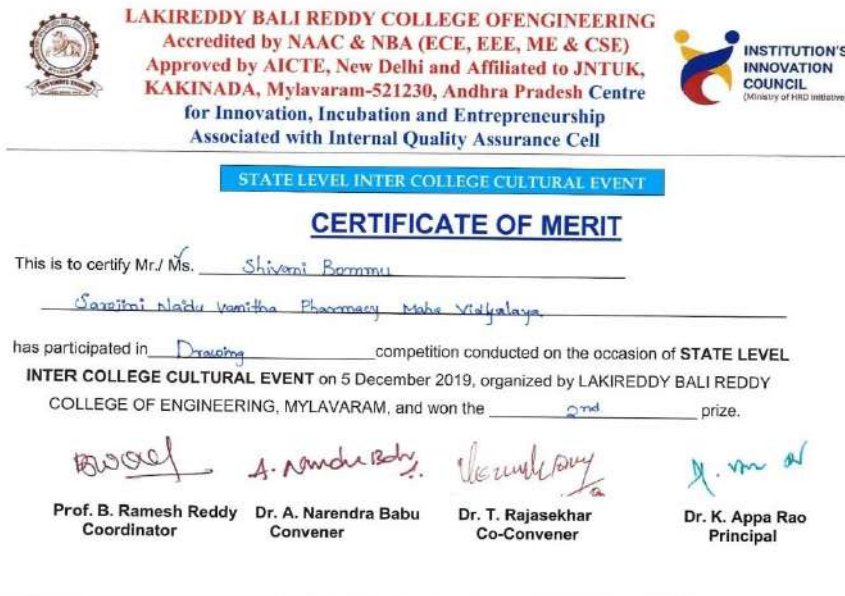 LAKIREDDY BALI REDDY COLLEGE OFENGINEERING
Accredited by NAAC & NBA (ECE, EEE, ME & CSE)
Approved by AICTE, New Delhi and Affiliated to JNTUK,
KAKINADA, Mylavaram-521230, Andhra Pradesh Centre
for Innovation, Incubation and Entrepreneurship
Associated with Internal Quality Assurance Cell
INSTITUTION'S
INNOVATION
COUNCIL
(Ministry of HRD Initiative)
STATE LEVEL INTER COLLEGE CULTURAL EVENT
CERTIFICATE OF MERIT
This is to certify Mr./ Ms. Shivani Bommu
Sarojini Naidu Vanitha Pharmacy Maha Vidyalaya
has participated in Drawing competition conducted on the occasion of STATE LEVEL
INTER COLLEGE CULTURAL EVENT on 5 December 2019, organized by LAKIREDDY BALI REDDY
COLLEGE OF ENGINEERING, MYLAVARAM, and won the 2nd prize.
A. Narendra Babu
Prof. B. Ramesh Reddy Dr. A. Narendra Babu Dr. T. Rajasekhar Dr. K. Appa Rao
Coordinator Convener Co-Convener Principal